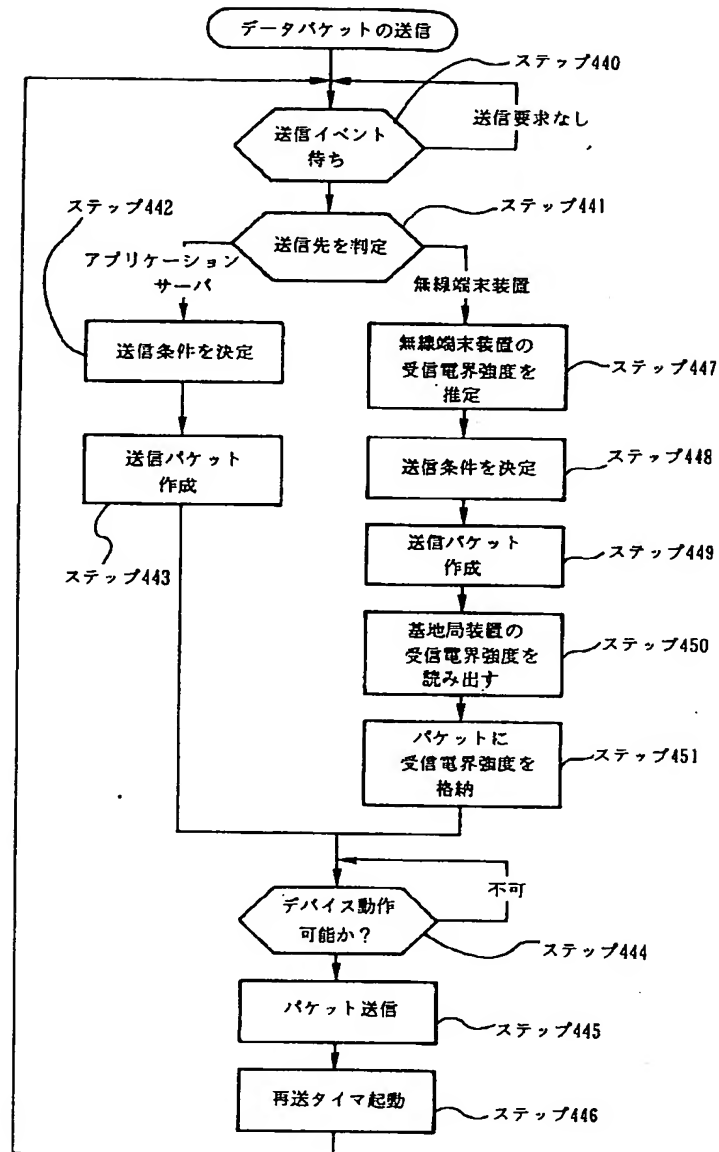 データパケットの送信
ステップ440
送信要求なし
送信イベント
待ち
ステップ442
ステップ441
送信先を判定
アプリケーション
サーバ
無線端末装置
送信条件を決定
無線端末装置の
受信電界強度を
推定
ステップ447
送信パケット
作成
送信条件を決定
ステップ448
ステップ443
送信パケット
作成
ステップ449
基地局装置の
受信電界強度を
読み出す
ステップ450
パケットに
受信電界強度を
格納
ステップ451
不可
デバイス動作
可能か?
ステップ444
パケット送信
ステップ445
再送タイマ起動
ステップ446